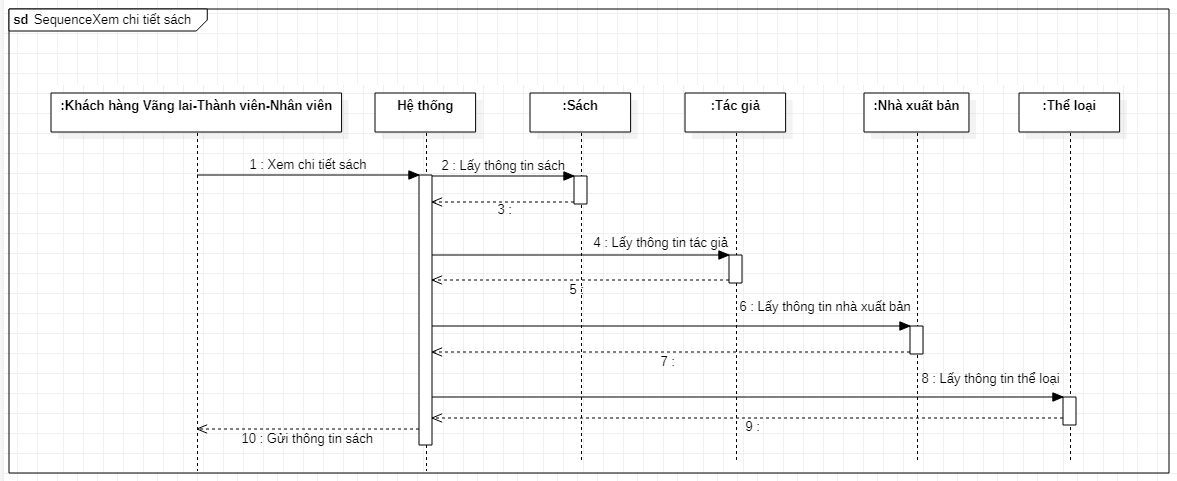 sd SequenceXem chi tiết sách
:Khách hàng Vãng lai-Thành viên-Nhân viên
Hệ thống
:Sách
:Tác giả
:Nhà xuất bản
:Thể loại
1 : Xem chi tiết sách
2 : Lấy thông tin sách
3 :
4 : Lấy thông tin tác giả
5 :
6 : Lấy thông tin nhà xuất bản
7 :
8 : Lấy thông tin thể loại
9 :
10 : Gửi thông tin sách